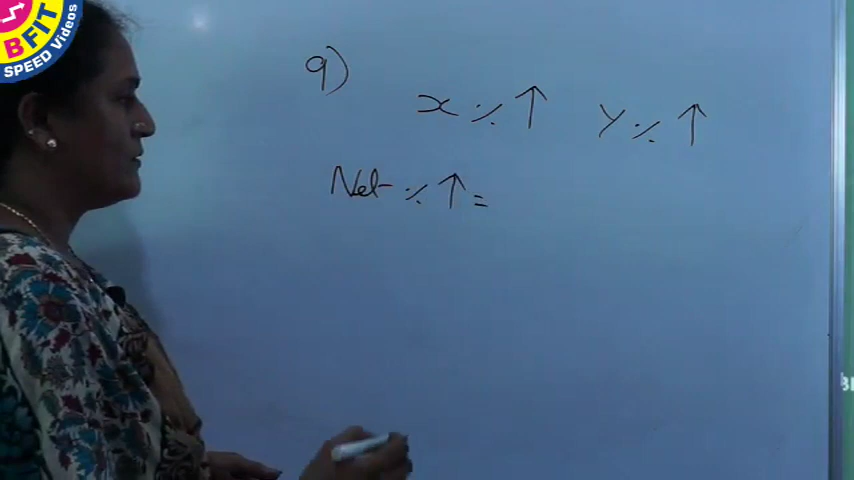 BFIT
SPEED Videos
9)
x % ↑ Y % ↑
Net % ↑ =